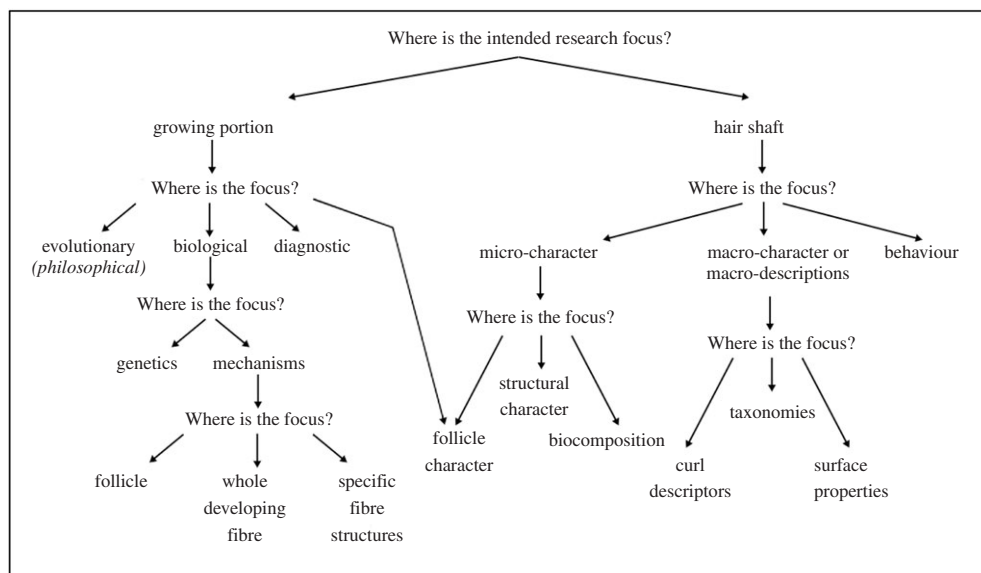 Where is the intended research focus?
growing portion
hair shaft
Where is the focus?
Where is the focus?
evolutionary
(philosophical)
biological
diagnostic
micro-character
macro-character or
macro-descriptions
behaviour
Where is the focus?
Where is the focus?
Where is the focus?
genetics
mechanisms
structural
character
taxonomies
Where is the focus?
follicle
character
biocomposition
curl
descriptors
surface
properties
follicle
whole
developing
fibre
specific
fibre
structures